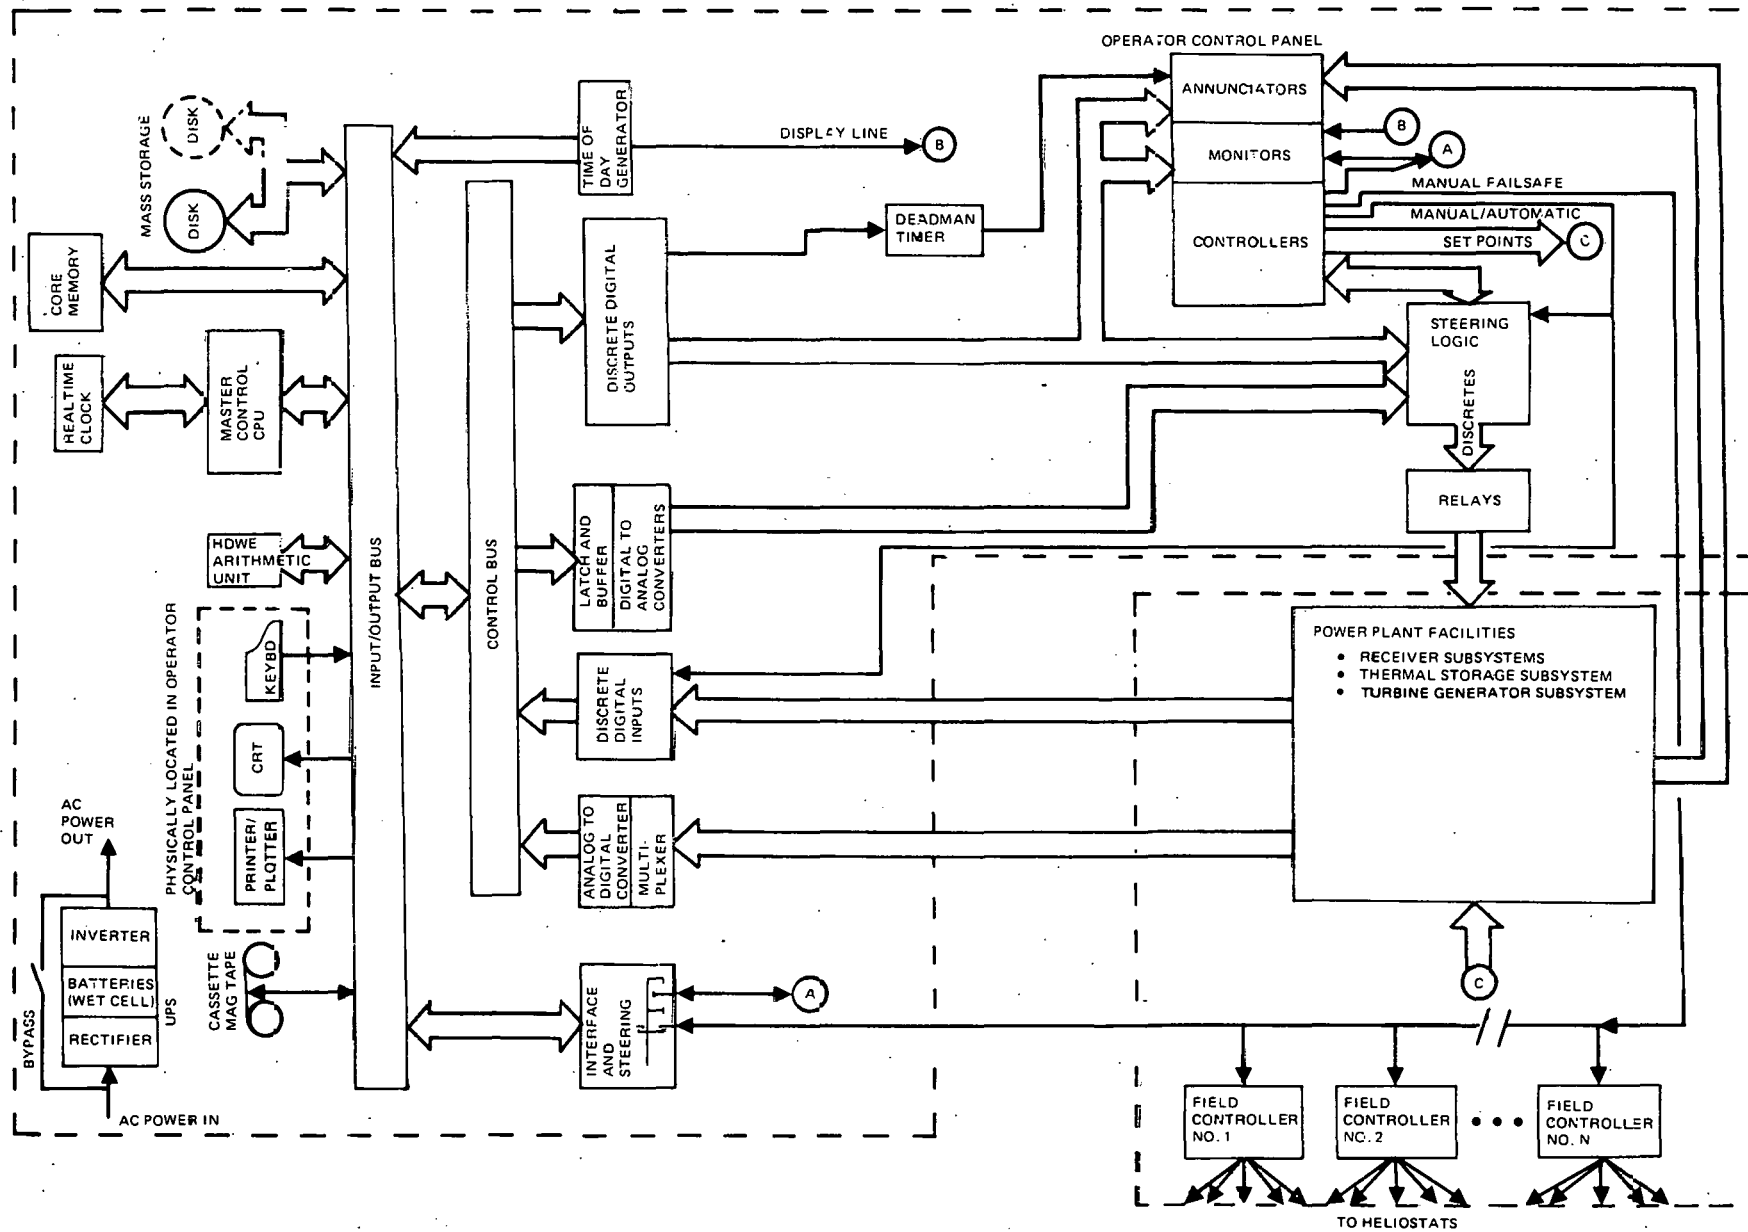 OPERATOR CONTROL PANEL
ANNUNCIATORS
MONITORS
CONTROLLERS
B
A
MANUAL FAILSAFE
MANUAL/AUTOMATIC
SET POINTS
C
MASS STORAGE
DISK
DISK
TIME OF
DAY
GENERATOR
DISPLAY LINE
B
DEADMAN
TIMER
CORE
MEMORY
REALTIME
CLOCK
MASTER
CONTROL
CPU
INPUT/OUTPUT BUS
CONTROL BUS
DISCRETE DIGITAL
OUTPUTS
STEERING
LOGIC
DISCRETES
RELAYS
HDWE
ARITHMETIC
UNIT
LATCH AND
BUFFER
DIGITAL TO
ANALOG
CONVERTERS
PHYSICALLY LOCATED IN OPERATOR
CONTROL PANEL
KEYBD
CRT
PRINTER/
PLOTTER
DISCRETE
DIGITAL
INPUTS
POWER PLANT FACILITIES
• RECEIVER SUBSYSTEMS
• THERMAL STORAGE SUBSYSTEM
• TURBINE GENERATOR SUBSYSTEM
ANALOG TO
DIGITAL
CONVERTER
MULTI-
PLEXER
AC
POWER
OUT
INVERTER
BATTERIES
(WET CELL)
RECTIFIER
UPS
BYPASS
AC POWER IN
CASSETTE
MAG TAPE
INTERFACE
AND
STEERING
A
C
FIELD
CONTROLLER
NO. 1
FIELD
CONTROLLER
NO. 2
• • •
FIELD
CONTROLLER
NO. N
TO HELIOSTATS